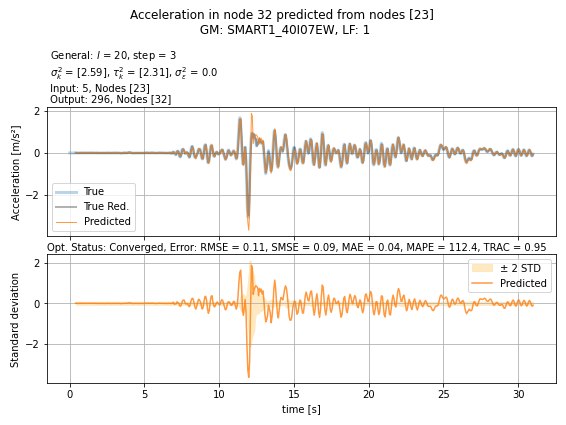 Acceleration in node 32 predicted from nodes [23]
GM: SMART1_40I07EW, LF: 1
General: l = 20, step = 3
σ²ₖ = [2.59], τ²ₖ = [2.31], σ²ε = 0.0
Input: 5, Nodes [23]
Output: 296, Nodes [32]
2
0
−2
Acceleration [m/s²]
True
True Red.
Predicted
Opt. Status: Converged, Error: RMSE = 0.11, SMSE = 0.09, MAE = 0.04, MAPE = 112.4, TRAC = 0.95
2
0
−2
Standard deviation
± 2 STD
Predicted
0 5 10 15 20 25 30
time [s]